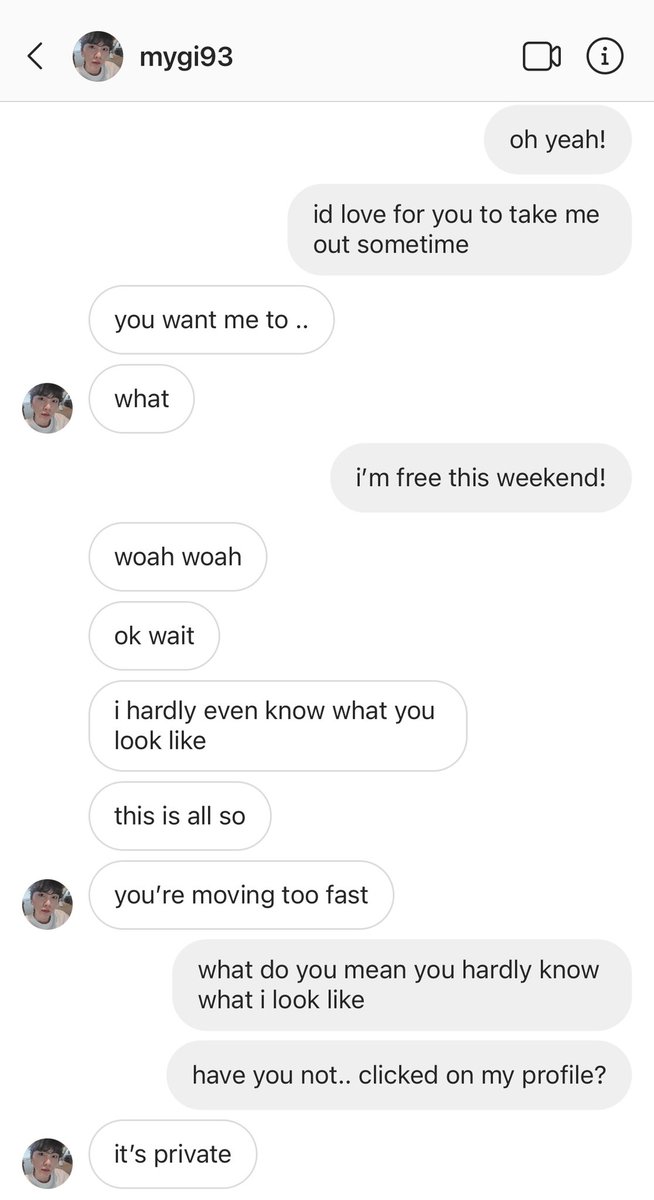 mygi93
oh yeah!
id love for you to take me
out sometime
you want me to ..
what
i'm free this weekend!
woah woah
ok wait
i hardly even know what you
look like
this is all so
you're moving too fast
what do you mean you hardly know
what i look like
have you not.. clicked on my profile?
it's private